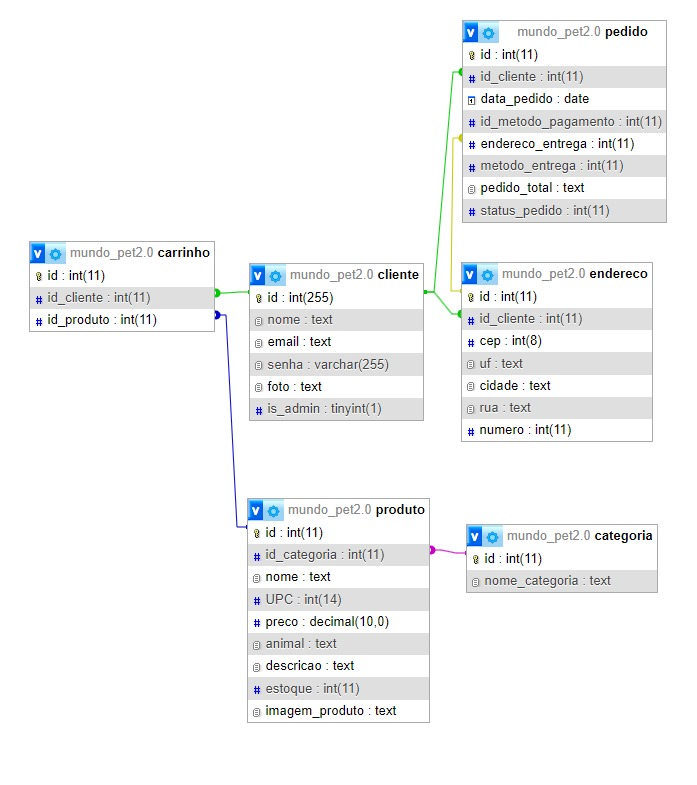 mundo_pet2.0 pedido
id : int(11)
id_cliente : int(11)
data_pedido : date
id_metodo_pagamento : int(11)
endereco_entrega : int(11)
metodo_entrega : int(11)
pedido_total : text
status_pedido : int(11)
mundo_pet2.0 carrinho
id : int(11)
id_cliente : int(11)
id_produto : int(11)
mundo_pet2.0 cliente
id : int(255)
nome : text
email : text
senha : varchar(255)
foto : text
is_admin : tinyint(1)
mundo_pet2.0 endereco
id : int(11)
id_cliente : int(11)
cep : int(8)
uf : text
cidade : text
rua : text
numero : int(11)
mundo_pet2.0 produto
id : int(11)
id_categoria : int(11)
nome : text
UPC : int(14)
preco : decimal(10,0)
animal : text
descricao : text
estoque : int(11)
imagem_produto : text
mundo_pet2.0 categoria
id : int(11)
nome_categoria : text